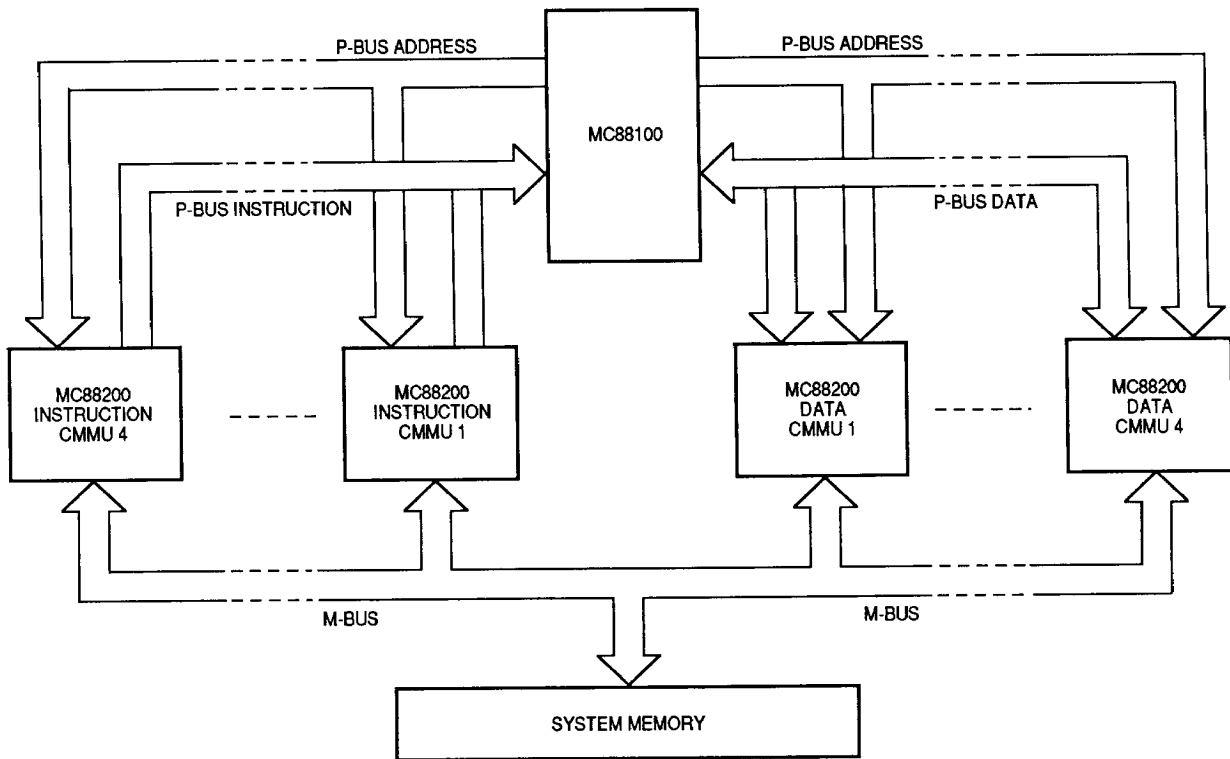 P-BUS ADDRESS
P-BUS ADDRESS
MC88100
P-BUS INSTRUCTION
P-BUS DATA
MC88200
INSTRUCTION
CMMU 4
MC88200
INSTRUCTION
CMMU 1
MC88200
DATA
CMMU 1
MC88200
DATA
CMMU 4
M-BUS
M-BUS
SYSTEM MEMORY